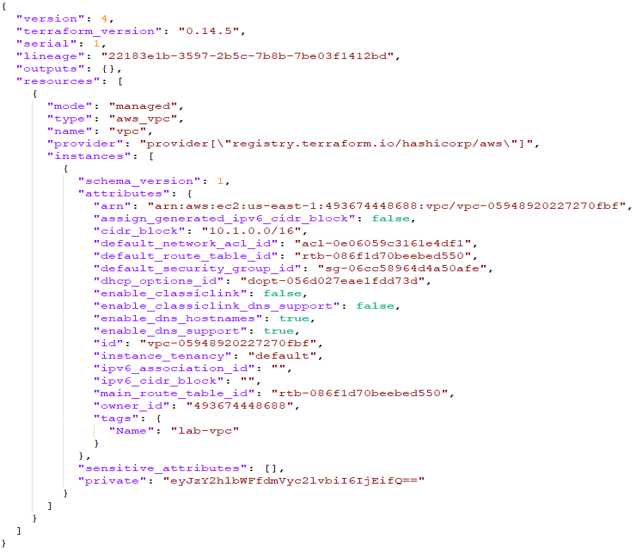 {
  "version": 4,
  "terraform_version": "0.14.5",
  "serial": 1,
  "lineage": "22183e1b-3597-2b5c-7b8b-7be03f1412bd",
  "outputs": {},
  "resources": [
    {
      "mode": "managed",
      "type": "aws_vpc",
      "name": "vpc",
      "provider": "provider[\"registry.terraform.io/hashicorp/aws\"]",
      "instances": [
        {
          "schema_version": 1,
          "attributes": {
            "arn": "arn:aws:ec2:us-east-1:493674448688:vpc/vpc-05948920227270fbf",
            "assign_generated_ipv6_cidr_block": false,
            "cidr_block": "10.1.0.0/16",
            "default_network_acl_id": "acl-0e06059c3161e4df1",
            "default_route_table_id": "rtb-086f1d70beebed550",
            "default_security_group_id": "sg-06cc58964d4a50afe",
            "dhcp_options_id": "dopt-056d027eae1fdd73d",
            "enable_classiclink": false,
            "enable_classiclink_dns_support": false,
            "enable_dns_hostnames": true,
            "enable_dns_support": true,
            "id": "vpc-05948920227270fbf",
            "instance_tenancy": "default",
            "ipv6_association_id": "",
            "ipv6_cidr_block": "",
            "main_route_table_id": "rtb-086f1d70beebed550",
            "owner_id": "493674448688",
            "tags": {
              "Name": "lab-vpc"
            }
          },
          "sensitive_attributes": [],
          "private": "eyJzY2hlbWFfdmVyc2lvbiI6IjEifQ=="
        }
      ]
    }
  ]
}